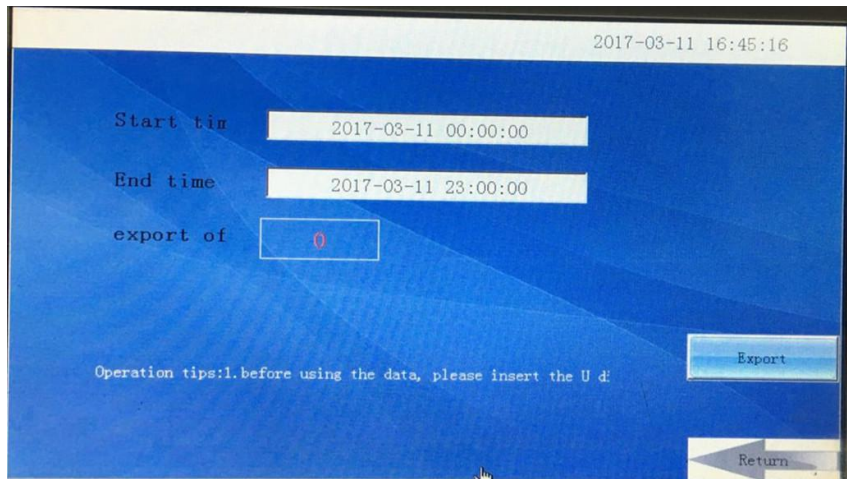 2017-03-11 16:45:16
Start tim
2017-03-11 00:00:00
End time
2017-03-11 23:00:00
export of
0
Export
Operation tips:1.before using the data, please insert the U d
Return